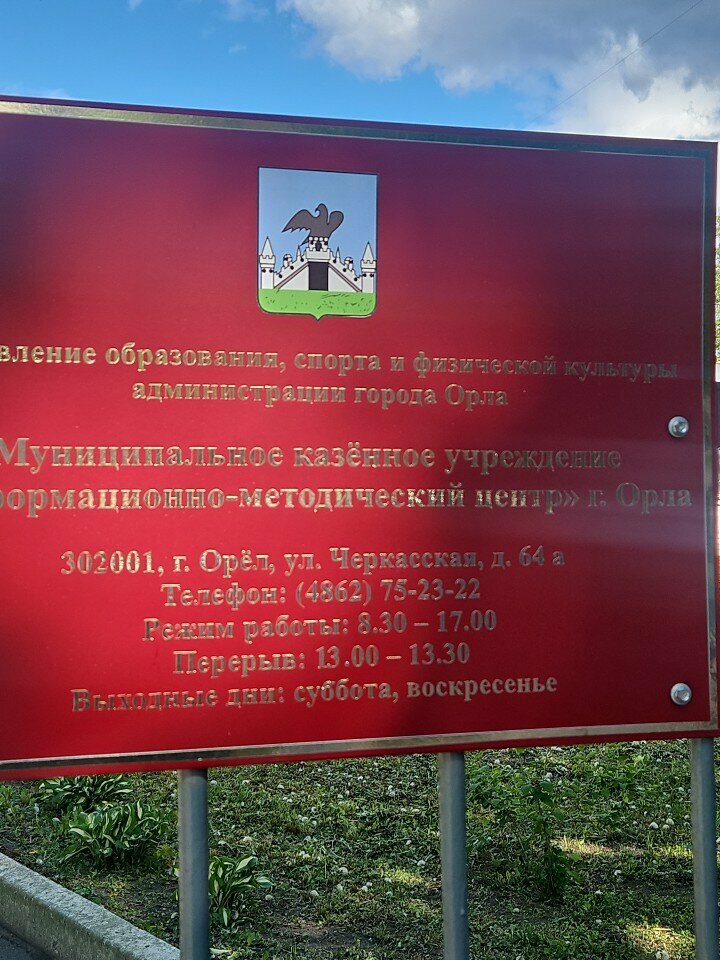 вление образования, спорта и физической культуры
администрации города Орла
Муниципальное казённое учреждение
формационно-методический центр» г. Орла
302001, г. Орёл, ул. Черкасская, д. 64 а
Телефон: (4862) 75-23-22
Режим работы: 8.30 – 17.00
Перерыв: 13.00 – 13.30
Выходные дни: суббота, воскресенье